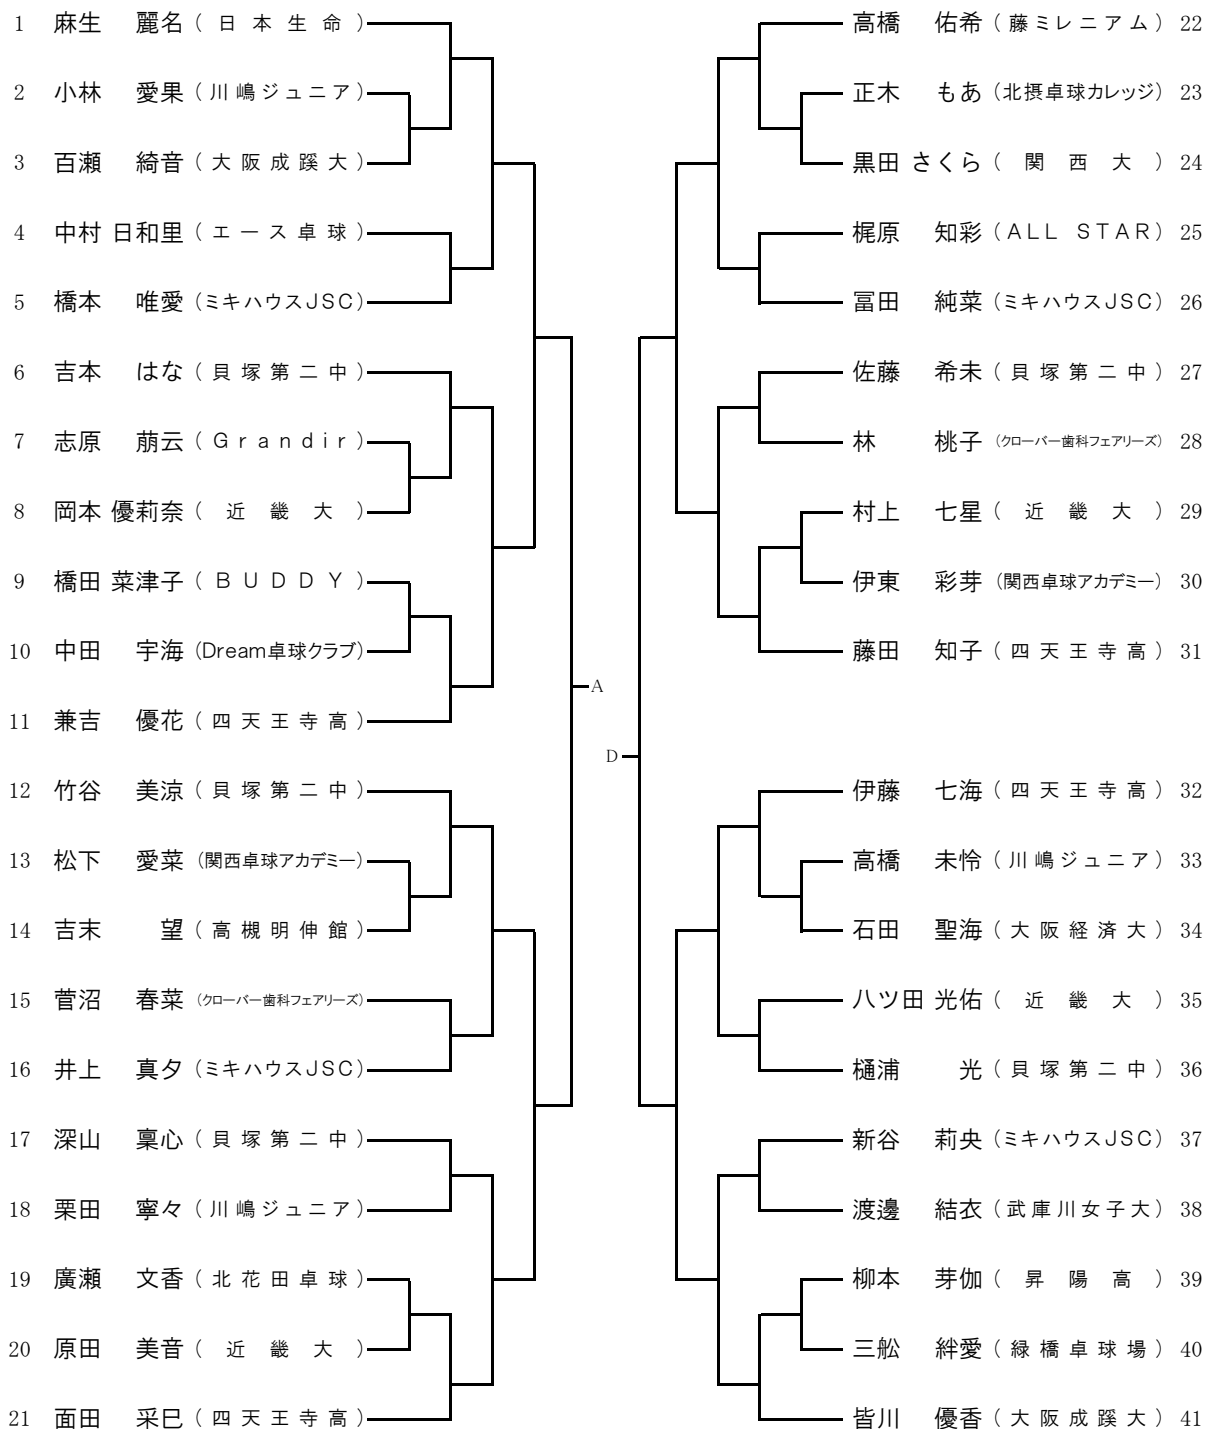 1 麻生 麗名 ( 日 本 生 命 )
2 小林 愛果 ( 川嶋ジュニア )
3 百瀬 綺音 ( 大 阪 成 蹊 大 )
4 中村 日和里 ( エ ー ス 卓 球 )
5 橋本 唯愛 (ミキハウスJSC)
6 吉本 はな ( 貝 塚 第 二 中 )
7 志原 萠云 ( Ｇｒａｎｄｉｒ )
8 岡本 優莉奈 ( 近 畿 大 )
9 橋田 菜津子 ( Ｂ Ｕ Ｄ Ｄ Ｙ )
10 中田 宇海 (Dream卓球クラブ)
11 兼吉 優花 ( 四 天 王 寺 高 )
A
12 竹谷 美涼 ( 貝 塚 第 二 中 )
13 松下 愛菜 (関西卓球アカデミー)
14 吉末 望 ( 高 槻 明 伸 館 )
15 菅沼 春菜 (クローバー歯科フェアリーズ)
16 井上 真夕 (ミキハウスJSC)
17 深山 稟心 ( 貝 塚 第 二 中 )
18 栗田 寧々 ( 川嶋ジュニア )
19 廣瀬 文香 ( 北 花 田 卓 球 )
20 原田 美音 ( 近 畿 大 )
21 面田 采巳 ( 四 天 王 寺 高 )
高橋 佑希 ( 藤ミレニアム ) 22
正木 もあ (北摂卓球カレッジ) 23
黒田 さくら ( 関 西 大 ) 24
梶原 知彩 (ALL STAR) 25
冨田 純菜 (ミキハウスJSC) 26
佐藤 希未 ( 貝 塚 第 二 中 ) 27
林 桃子 (クローバー歯科フェアリーズ) 28
村上 七星 ( 近 畿 大 ) 29
伊東 彩芽 (関西卓球アカデミー) 30
藤田 知子 ( 四 天 王 寺 高 ) 31
D
伊藤 七海 ( 四 天 王 寺 高 ) 32
高橋 未怜 ( 川嶋ジュニア ) 33
石田 聖海 ( 大 阪 経 済 大 ) 34
八ツ田 光佑 ( 近 畿 大 ) 35
樋浦 光 ( 貝 塚 第 二 中 ) 36
新谷 莉央 (ミキハウスJSC) 37
渡邊 結衣 ( 武庫川女子大 ) 38
柳本 芽伽 ( 昇 陽 高 ) 39
三舩 絆愛 ( 緑 橋 卓 球 場 ) 40
皆川 優香 ( 大 阪 成 蹊 大 ) 41